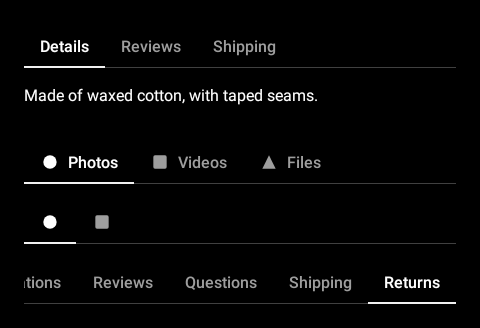 Details Reviews Shipping
Made of waxed cotton, with taped seams.
Photos Videos Files
Reviews Questions Shipping Returns